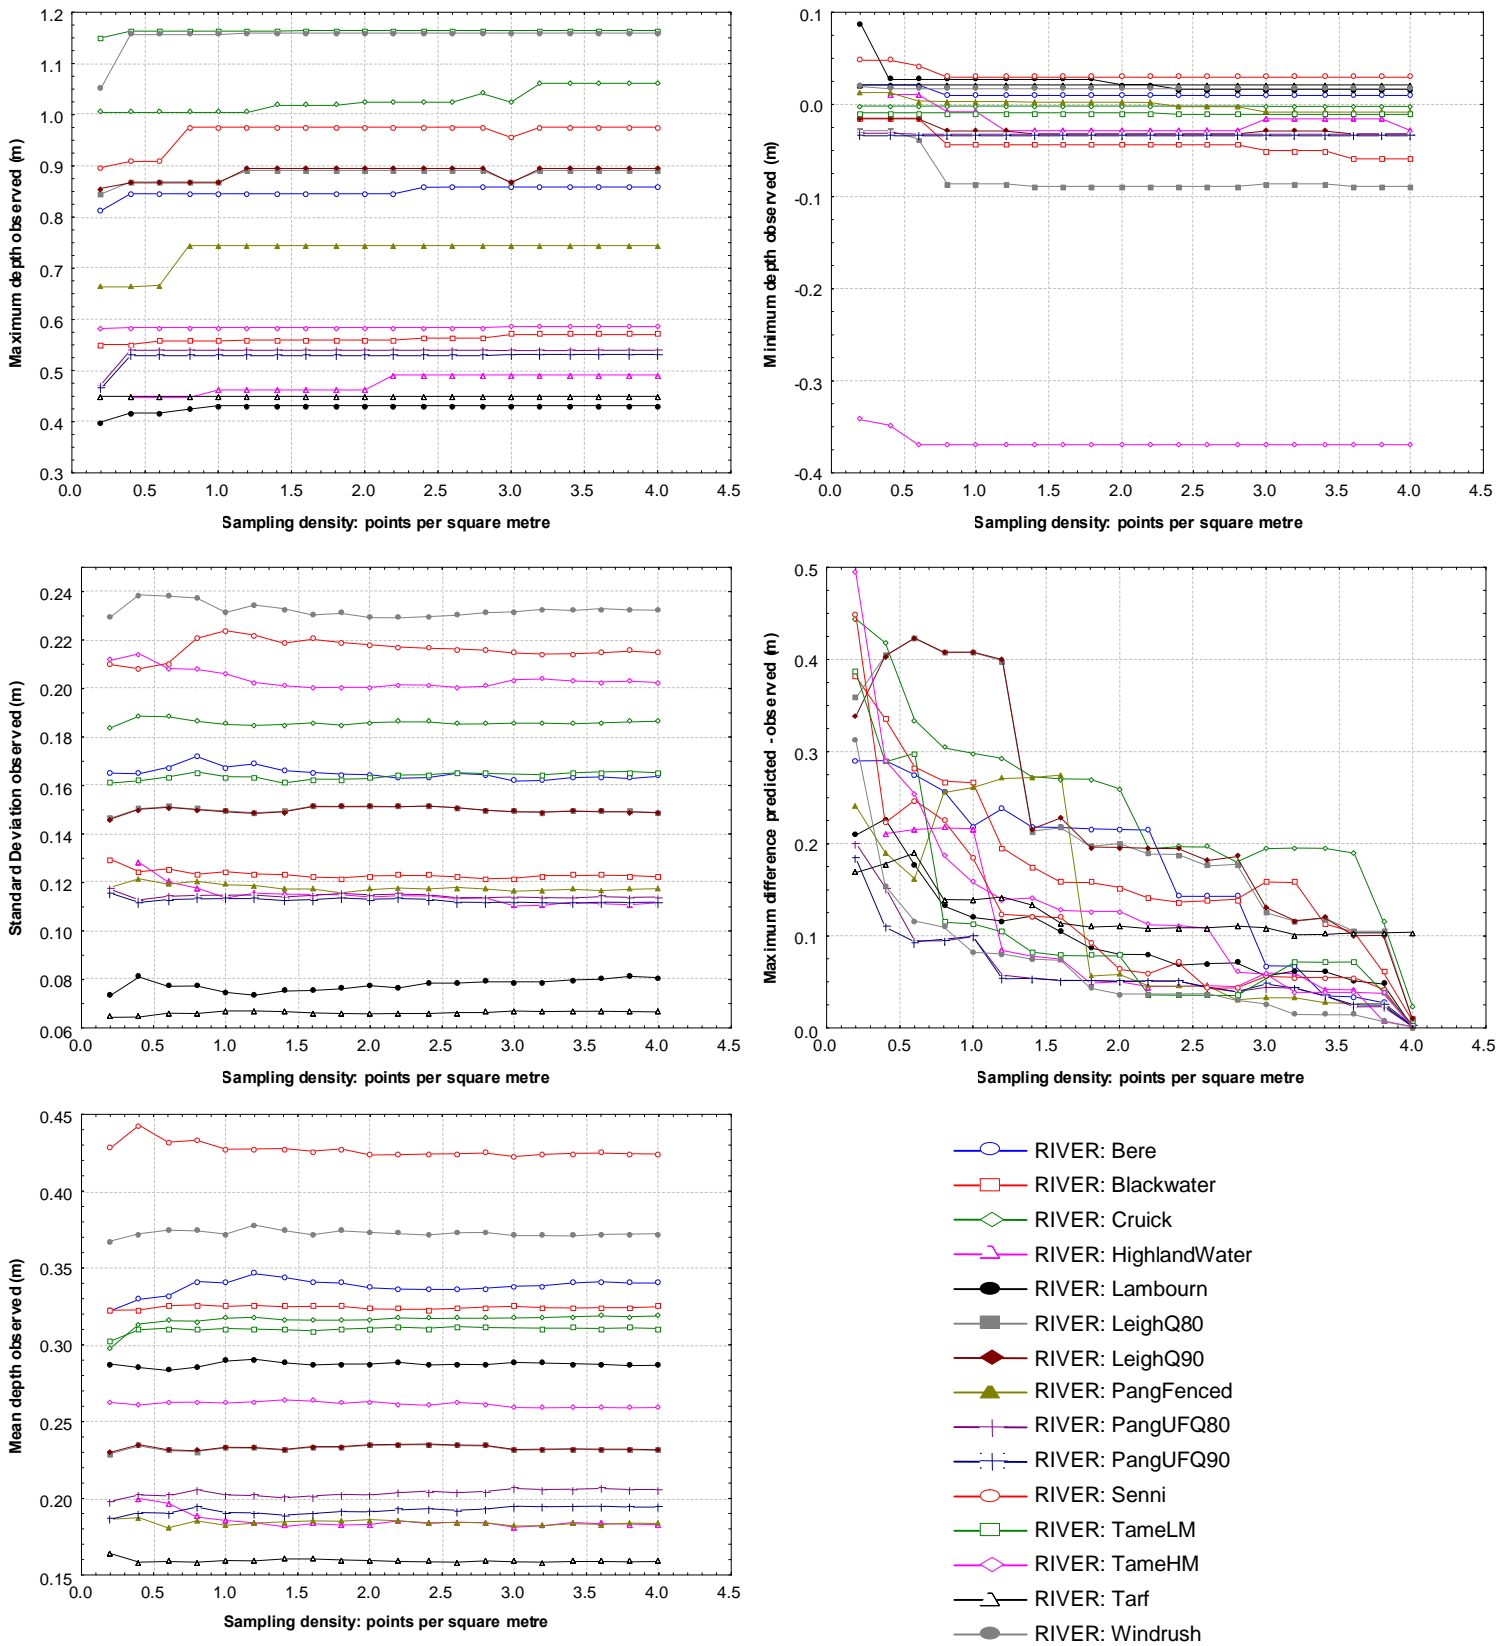 Maximum depth observed (m)
1.2
1.1
1.0
0.9
0.8
0.7
0.6
0.5
0.4
0.3
0.0 0.5 1.0 1.5 2.0 2.5 3.0 3.5 4.0 4.5
Sampling density: points per square metre
Minimum depth observed (m)
0.1
0.0
-0.1
-0.2
-0.3
-0.4
0.0 0.5 1.0 1.5 2.0 2.5 3.0 3.5 4.0 4.5
Sampling density: points per square metre
Standard Deviation observed (m)
0.24
0.22
0.20
0.18
0.16
0.14
0.12
0.10
0.08
0.06
0.0 0.5 1.0 1.5 2.0 2.5 3.0 3.5 4.0 4.5
Sampling density: points per square metre
Maximum difference predicted - observed (m)
0.5
0.4
0.3
0.2
0.1
0.0
0.0 0.5 1.0 1.5 2.0 2.5 3.0 3.5 4.0 4.5
Sampling density: points per square metre
Mean depth observed (m)
0.45
0.40
0.35
0.30
0.25
0.20
0.15
0.0 0.5 1.0 1.5 2.0 2.5 3.0 3.5 4.0 4.5
Sampling density: points per square metre
RIVER: Bere
RIVER: Blackwater
RIVER: Cruick
RIVER: HighlandWater
RIVER: Lambourn
RIVER: LeighQ80
RIVER: LeighQ90
RIVER: PangFenced
RIVER: PangUFQ80
RIVER: PangUFQ90
RIVER: Senni
RIVER: TameLM
RIVER: TameHM
RIVER: Tarf
RIVER: Windrush